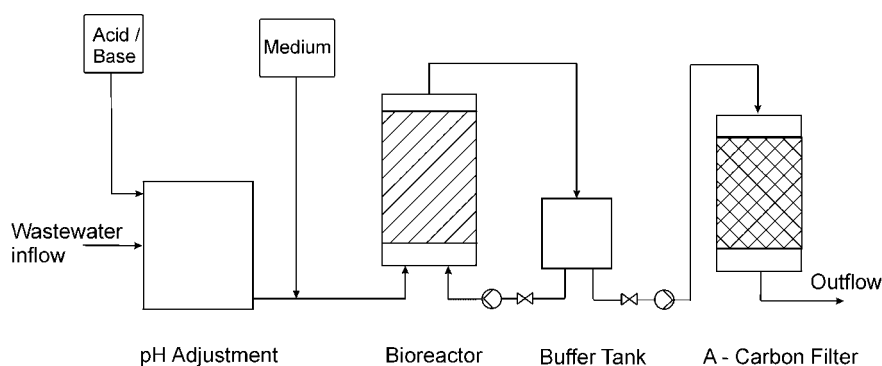 Acid /
Base
Medium
Wastewater
inflow
Outflow
pH Adjustment
Bioreactor
Buffer Tank
A - Carbon Filter